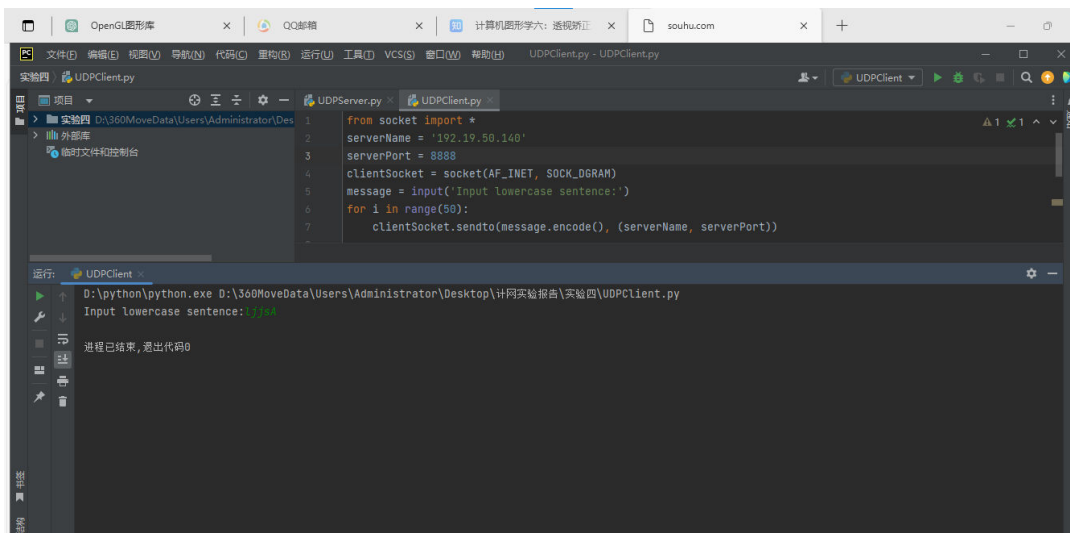 OpenGL图形库 QQ邮箱 计算机图形学六：透视矫正 souhu.com
文件(F) 编辑(E) 视图(V) 导航(N) 代码(C) 重构(R) 运行(U) 工具(T) VCS(S) 窗口(W) 帮助(H) UDPClient.py - UDPClient.py
实验四 UDPClient.py UDPClient
项目 UDPServer.py UDPClient.py
项目
实验四 D:\360MoveData\Users\Administrator\Des
外部库
临时文件和控制台
1 from socket import *
2 serverName = '192.19.50.140'
3 serverPort = 8888
4 clientSocket = socket(AF_INET, SOCK_DGRAM)
5 message = input('Input lowercase sentence:')
6 for i in range(50):
7 clientSocket.sendto(message.encode(), (serverName, serverPort))
1 1
运行: UDPClient
D:\python\python.exe D:\360MoveData\Users\Administrator\Desktop\计网实验报告\实验四\UDPClient.py
Input lowercase sentence:ljjsA
进程已结束,退出代码0
书签
结构